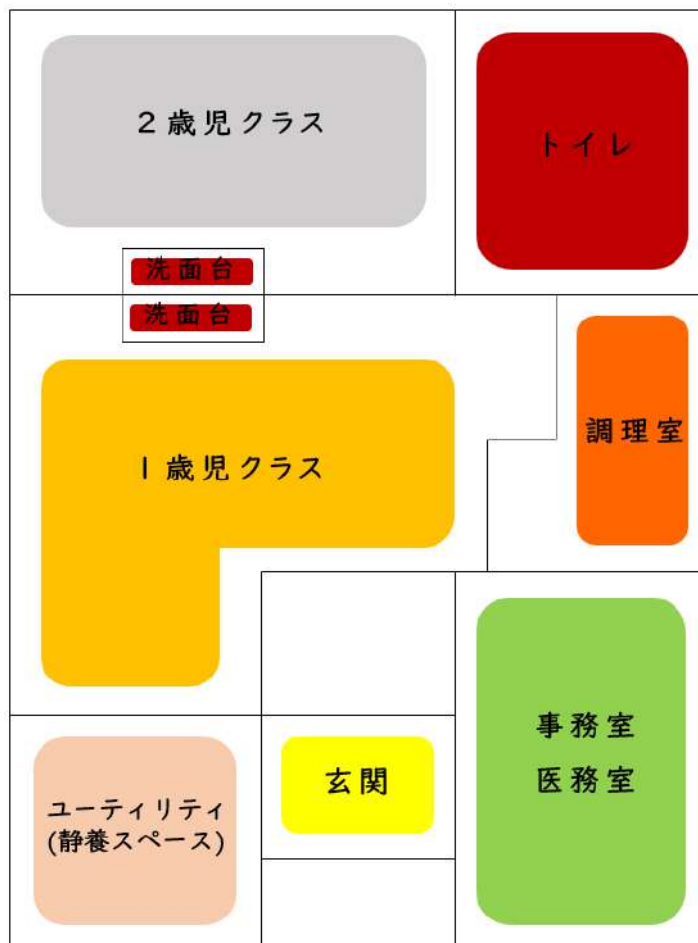 ２歳児クラス
トイレ
洗面台
洗面台
１歳児クラス
調理室
事務室
医務室
玄関
ユーティリティ
(静養スペース)